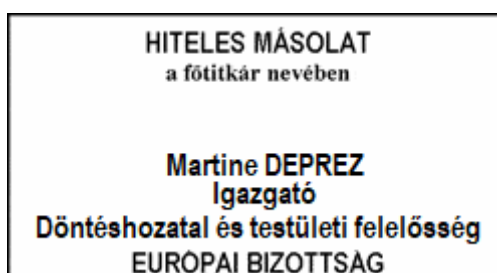 HITELES MÁSOLAT
a főtitkár nevében
Martine DEPREZ
Igazgató
Döntéshozatal és testületi felelősség
EURÓPAI BIZOTTSÁG